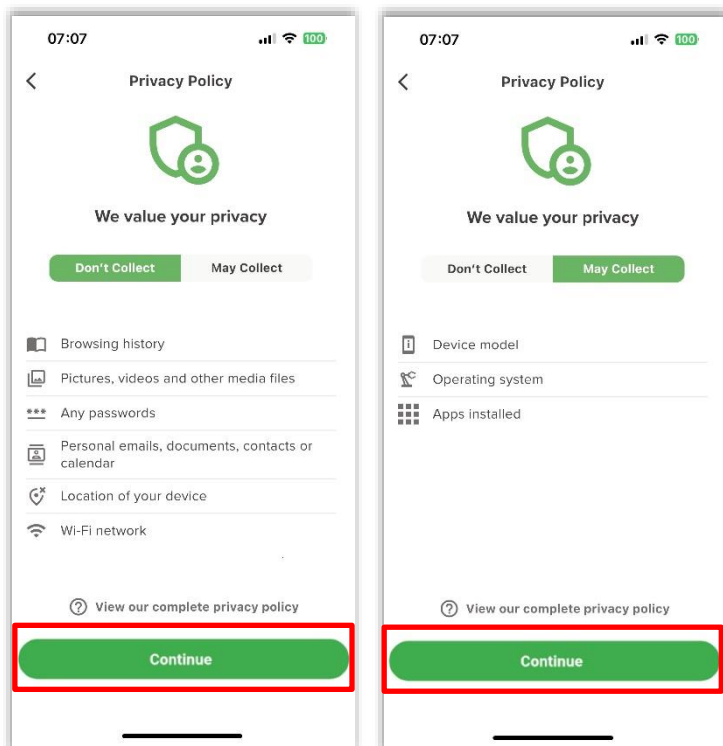 07:07
100
Privacy Policy
We value your privacy
Don't Collect
May Collect
Browsing history
Pictures, videos and other media files
Any passwords
Personal emails, documents, contacts or
calendar
Location of your device
Wi-Fi network
View our complete privacy policy
Continue
07:07
100
Privacy Policy
We value your privacy
Don't Collect
May Collect
Device model
Operating system
Apps installed
View our complete privacy policy
Continue